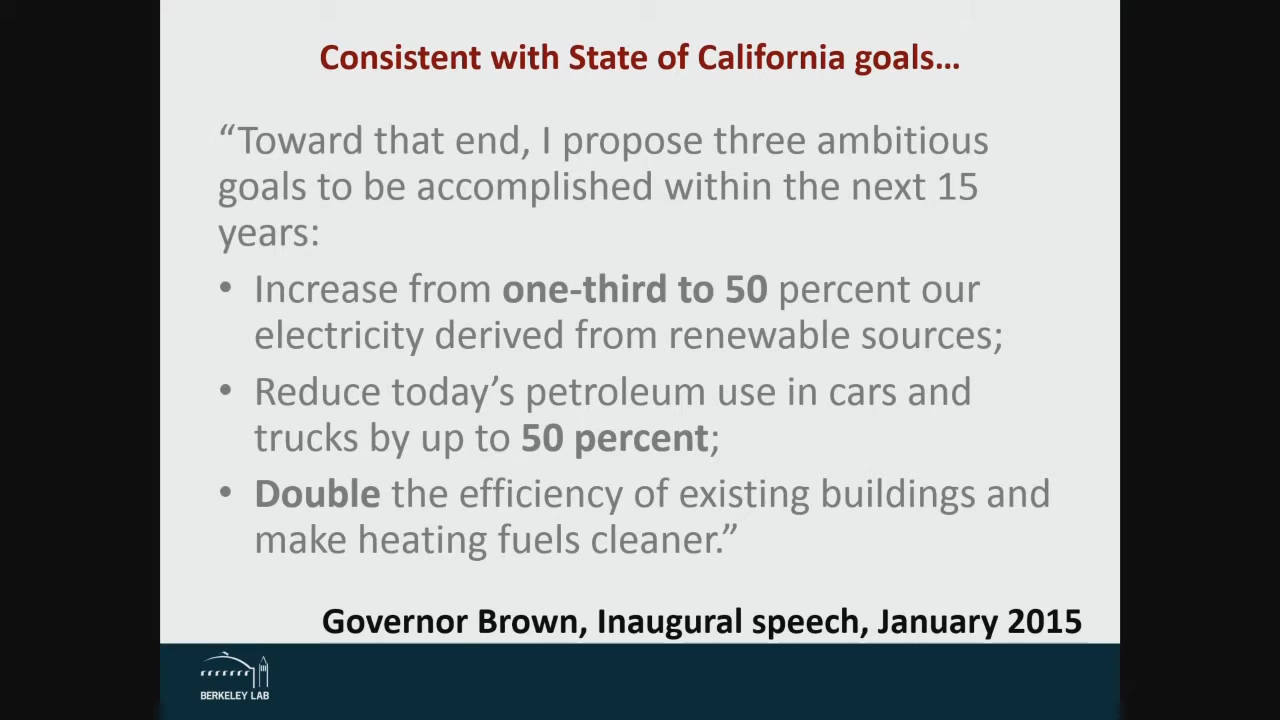 Consistent with State of California goals…
“Toward that end, I propose three ambitious
goals to be accomplished within the next 15
years:
• Increase from one-third to 50 percent our
electricity derived from renewable sources;
• Reduce today’s petroleum use in cars and
trucks by up to 50 percent;
• Double the efficiency of existing buildings and
make heating fuels cleaner.”
Governor Brown, Inaugural speech, January 2015
BERKELEY LAB